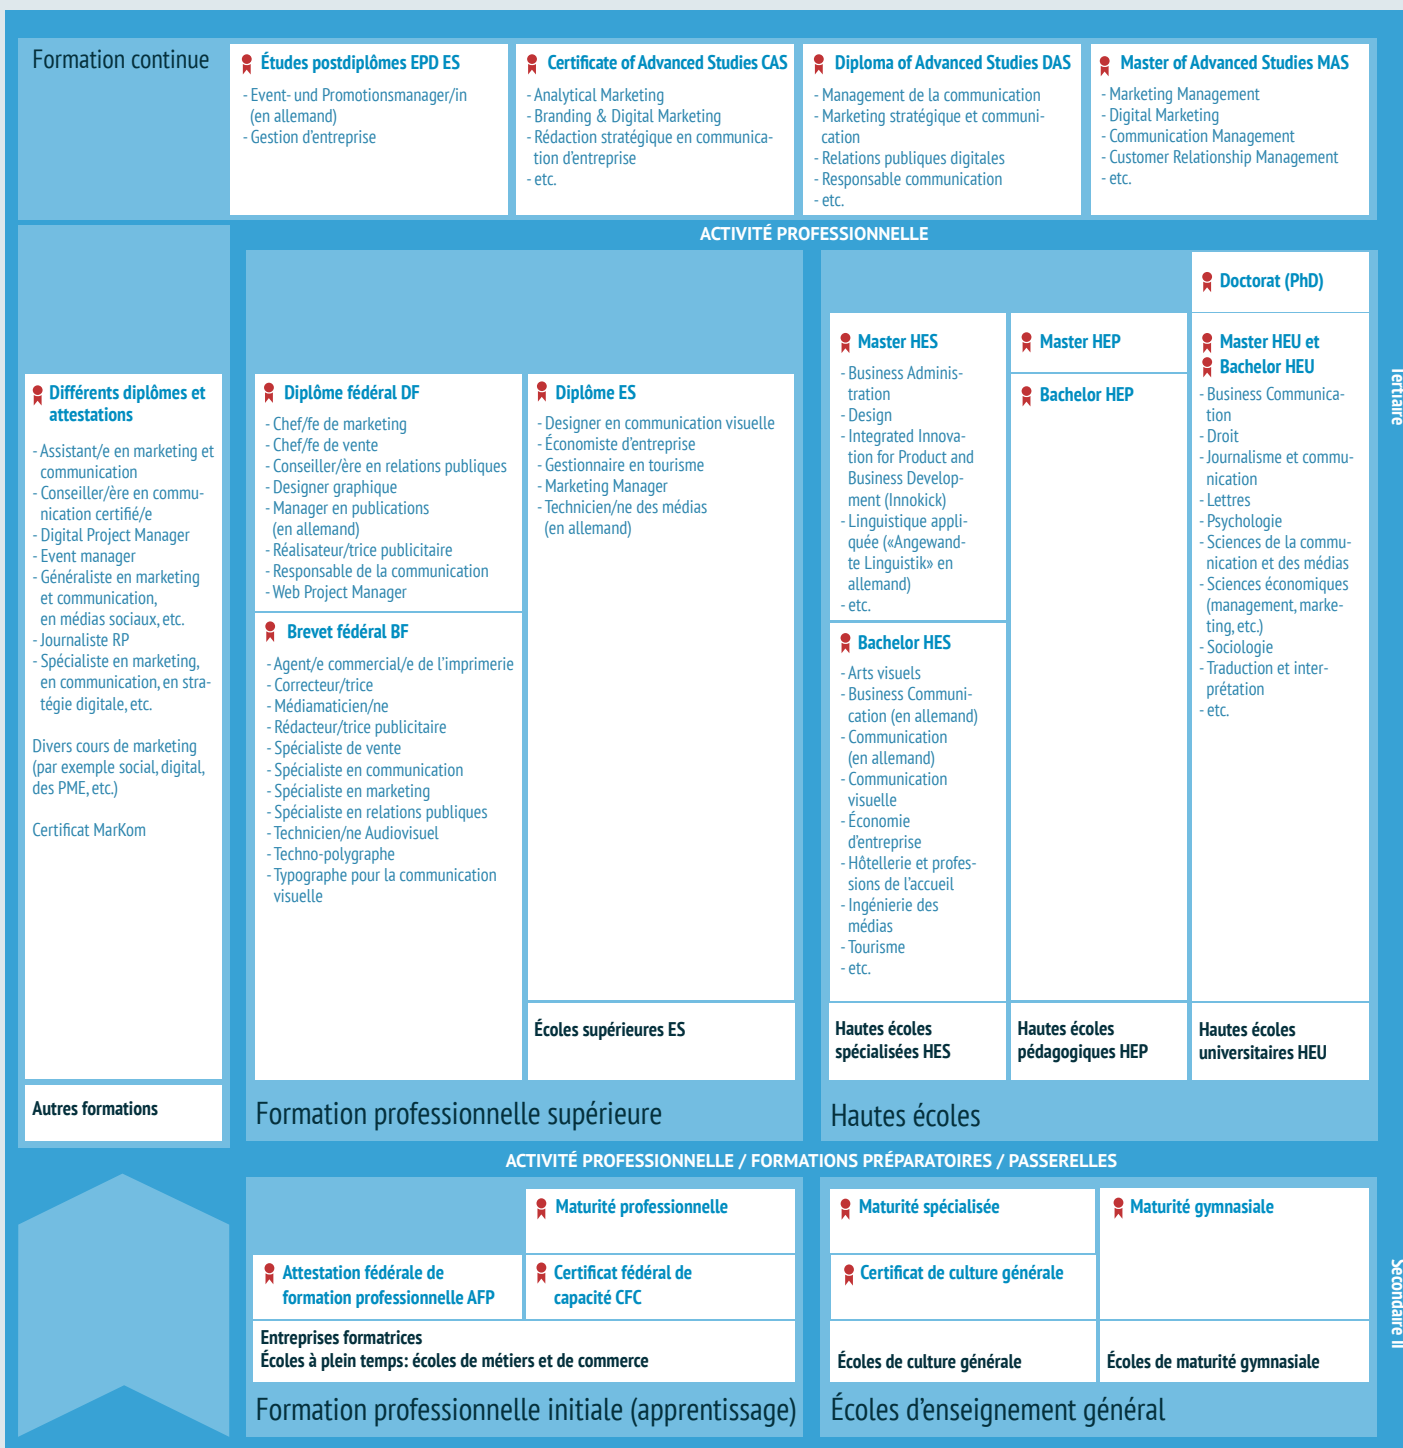 Formation continue
Études postdiplômes EPD ES
- Event- und Promotionsmanager/in
(en allemand)
- Gestion d'entreprise
Certificate of Advanced Studies CAS
- Analytical Marketing
- Branding & Digital Marketing
- Rédaction stratégique en communica-
tion d'entreprise
- etc.
Diploma of Advanced Studies DAS
- Management de la communication
- Marketing stratégique et communi-
cation
- Relations publiques digitales
- Responsable communication
- etc.
Master of Advanced Studies MAS
- Marketing Management
- Digital Marketing
- Communication Management
- Customer Relationship Management
- etc.
ACTIVITÉ PROFESSIONNELLE
Différents diplômes et
attestations
- Assistant/e en marketing et
communication
- Conseiller/ère en commu-
nication certifié/e
- Digital Project Manager
- Event manager
- Généraliste en marketing
et communication,
en médias sociaux, etc.
- Journaliste RP
- Spécialiste en marketing,
en communication, en stra-
tégie digitale, etc.
Divers cours de marketing
(par exemple social, digital,
des PME, etc.)
Certificat MarKom
Autres formations
Diplôme fédéral DF
- Chef/fe de marketing
- Chef/fe de vente
- Conseiller/ère en relations publiques
- Designer graphique
- Manager en publications
(en allemand)
- Réalisateur/trice publicitaire
- Responsable de la communication
- Web Project Manager
Brevet fédéral BF
- Agent/e commercial/e de l'imprimerie
- Correcteur/trice
- Médiamaticien/ne
- Rédacteur/trice publicitaire
- Spécialiste de vente
- Spécialiste en communication
- Spécialiste en marketing
- Spécialiste en relations publiques
- Technicien/ne Audiovisuel
- Techno-polygraphe
- Typographe pour la communication
visuelle
Diplôme ES
- Designer en communication visuelle
- Économiste d'entreprise
- Gestionnaire en tourisme
- Marketing Manager
- Technicien/ne des médias
(en allemand)
Écoles supérieures ES
Formation professionnelle supérieure
Master HES
- Business Adminis-
tration
- Design
- Integrated Innova-
tion for Product and
Business Develop-
ment (Innokick)
- Linguistique appli-
quée («Angewand-
te Linguistik» en
allemand)
- etc.
Bachelor HES
- Arts visuels
- Business Communi-
cation (en allemand)
- Communication
(en allemand)
- Communication
visuelle
- Économie
d'entreprise
- Hôtellerie et profes-
sions de l'accueil
- Ingénierie des
médias
- Tourisme
- etc.
Hautes écoles
spécialisées HES
Master HEP
Bachelor HEP
Hautes écoles
pédagogiques HEP
Doctorat (PhD)
Master HEU et
Bachelor HEU
- Business Communica-
tion
- Droit
- Journalisme et commu-
nication
- Lettres
- Psychologie
- Sciences de la commu-
nication et des médias
- Sciences économiques
(management, marke-
ting, etc.)
- Sociologie
- Traduction et inter-
prétation
- etc.
Hautes écoles
universitaires HEU
Hautes écoles
Tertiaire
ACTIVITÉ PROFESSIONNELLE / FORMATIONS PRÉPARATOIRES / PASSERELLES
Maturité professionnelle
Attestation fédérale de
formation professionnelle AFP
Certificat fédéral de
capacité CFC
Entreprises formatrices
Écoles à plein temps: écoles de métiers et de commerce
Formation professionnelle initiale (apprentissage)
Maturité spécialisée
Certificat de culture générale
Écoles de culture générale
Maturité gymnasiale
Écoles de maturité gymnasiale
Écoles d'enseignement général
Secondaire II